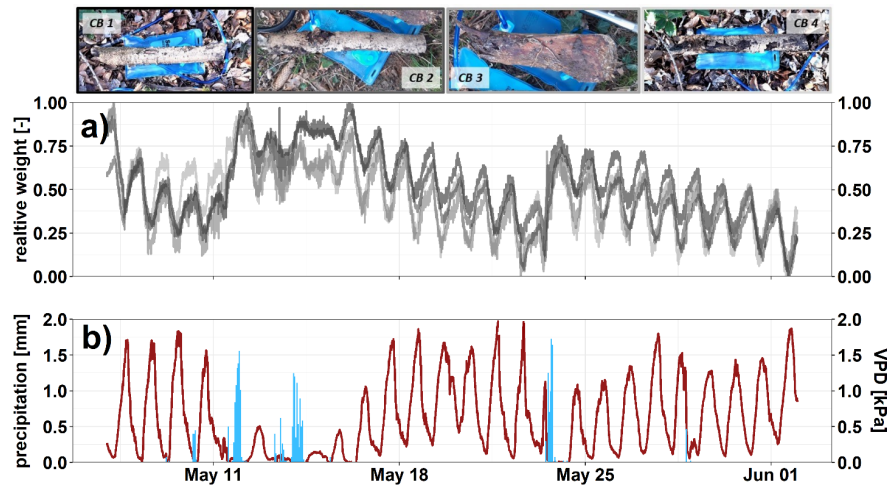 CB 1
CB 2
CB 3
CB 4
a)
realtive weight [-]
1.00
0.75
0.50
0.25
0.00
1.00
0.75
0.50
0.25
0.00
b)
precipitation [mm]
2.0
1.5
1.0
0.5
0.0
2.0
1.5
1.0
0.5
0.0
VPD [kPa]
May 11
May 18
May 25
Jun 01